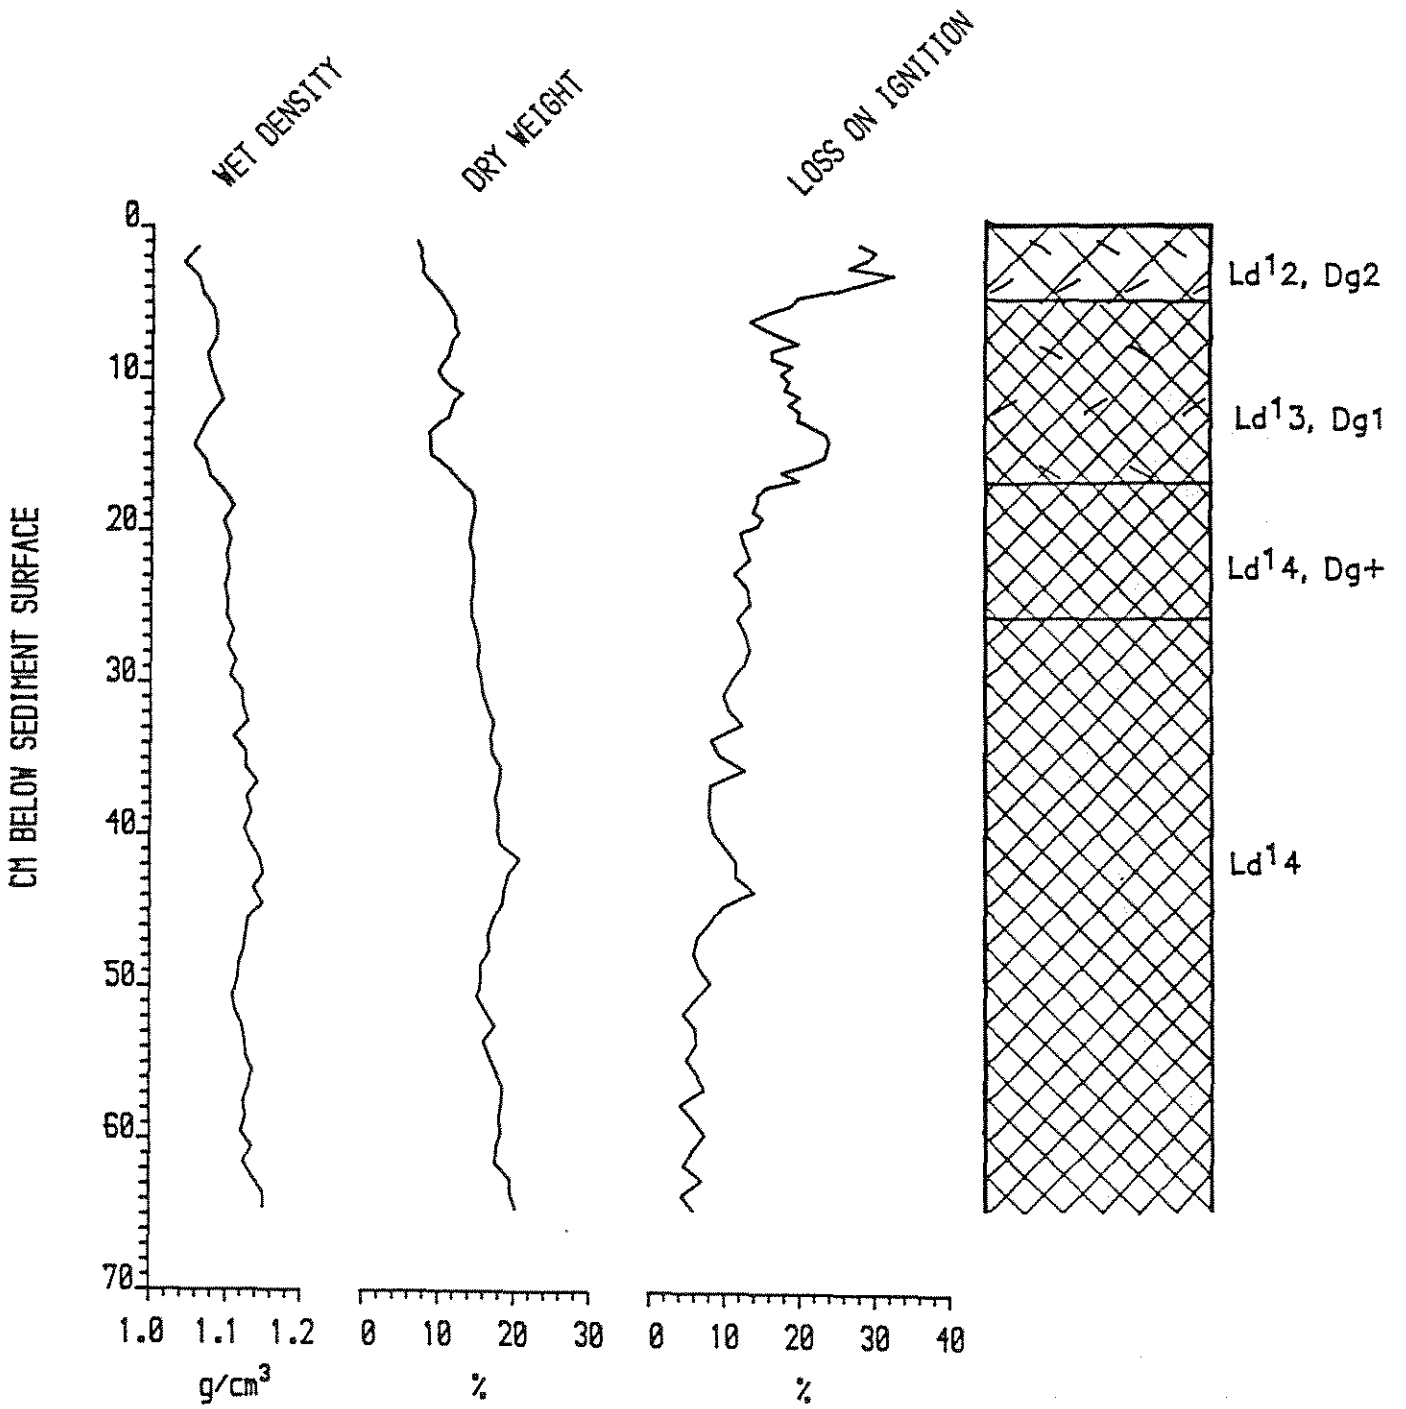 WET DENSITY
DRY WEIGHT
LOSS ON IGNITION
CM BELOW SEDIMENT SURFACE
0
10
20
30
40
50
60
70
Ld¹2, Dg2
Ld¹3, Dg1
Ld¹4, Dg+
Ld¹4
1.0 1.1 1.2
0 10 20 30
0 10 20 30 40
g/cm³
%
%